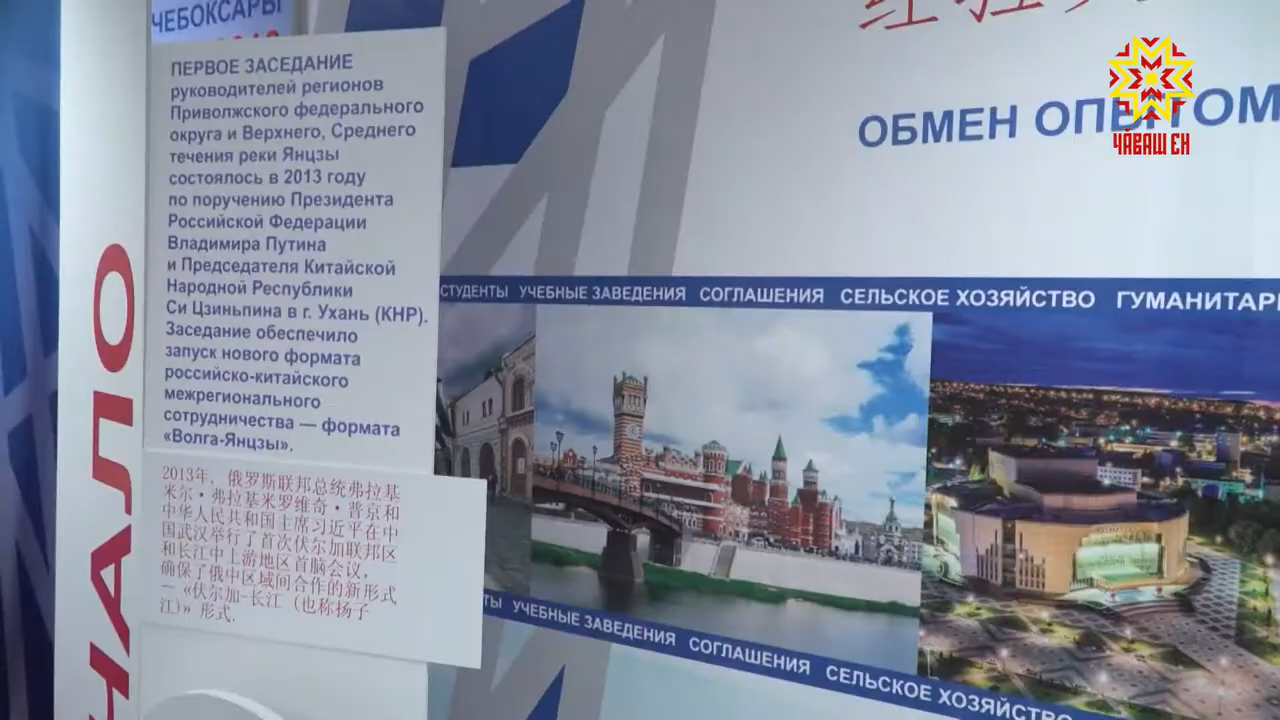 ЧЕБОКСАРЫ
ПЕРВОЕ ЗАСЕДАНИЕ
руководителей регионов
Приволжского федерального
округа и Верхнего, Среднего
течения реки Янцзы
состоялось в 2013 году
по поручению Президента
Российской Федерации
Владимира Путина
и Председателя Китайской
Народной Республики
Си Цзиньпина в г. Ухань (КНР).
Заседание обеспечило
запуск нового формата
российско-китайского
межрегионального
сотрудничества — формата
«Волга-Янцзы».
2013年, 俄罗斯联邦总统弗拉基
米尔·弗拉基米罗维奇·普京和
中华人民共和国主席习近平在中
国武汉举行了首次伏尔加联邦区
和长江中上游地区首脑会议,
确保了俄中区域间合作的新形式
— «伏尔加-长江 (也称扬子
江)» 形式.
НАЧАЛО
ОБМЕН ОПЫТОМ
ЧӐВАШ ЕН
СТУДЕНТЫ УЧЕБНЫЕ ЗАВЕДЕНИЯ СОГЛАШЕНИЯ СЕЛЬСКОЕ ХОЗЯЙСТВО ГУМАНИТАР
ТЫ УЧЕБНЫЕ ЗАВЕДЕНИЯ СОГЛАШЕНИЯ СЕЛЬСКОЕ ХОЗЯЙСТВО